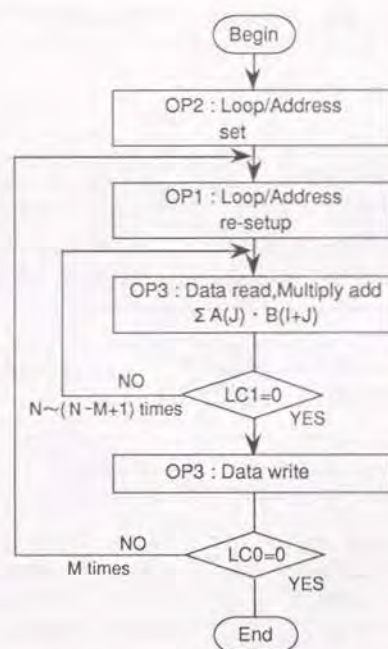 Begin
OP2 : Loop/Address
set
OP1 : Loop/Address
re-setup
OP3 : Data read,Multiply add
Σ A(J) · B(I+J)
NO
LC1=0
N~(N-M+1) times
YES
OP3 : Data write
NO
LC0=0
M times
YES
End